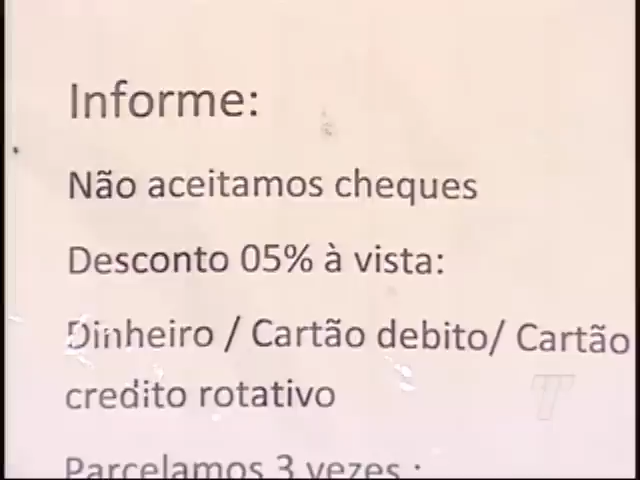 Informe:
Não aceitamos cheques
Desconto 05% à vista:
Dinheiro / Cartão debito/ Cartão
credito rotativo
Parcelamos 3 vezes :